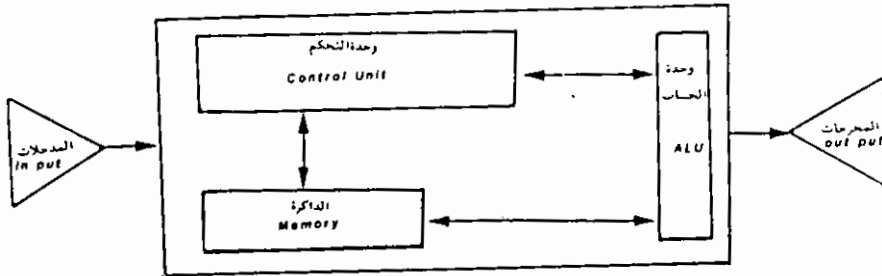 وحدة التحكم
Control Unit
وحدة
الحساب
ALU
المدخلات
In put
المخرجات
out put
الذاكرة
Memory